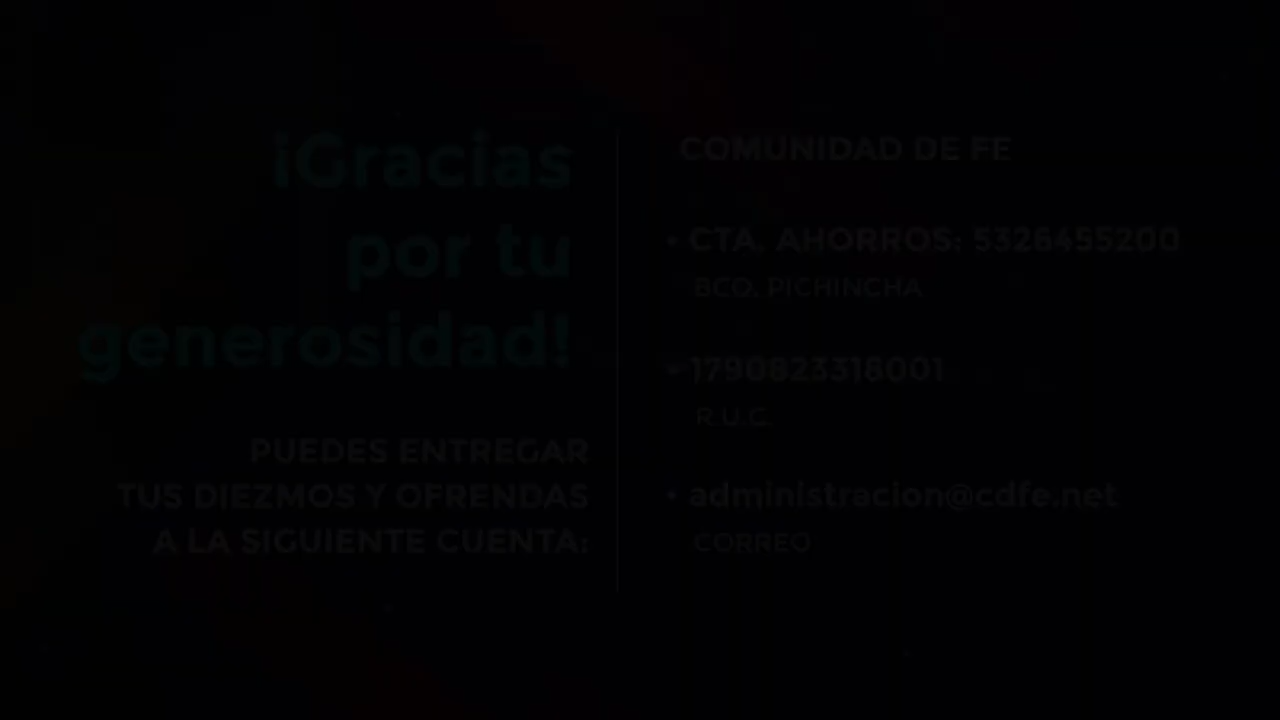 ¡Gracias
por tu
generosidad!
PUEDES ENTREGAR
TUS DIEZMOS Y OFRENDAS
A LA SIGUIENTE CUENTA:
COMUNIDAD DE FE
• CTA. AHORROS: 5326455200
BCO. PICHINCHA
• 1790823318001
R.U.C.
• administracion@cdfe.net
CORREO